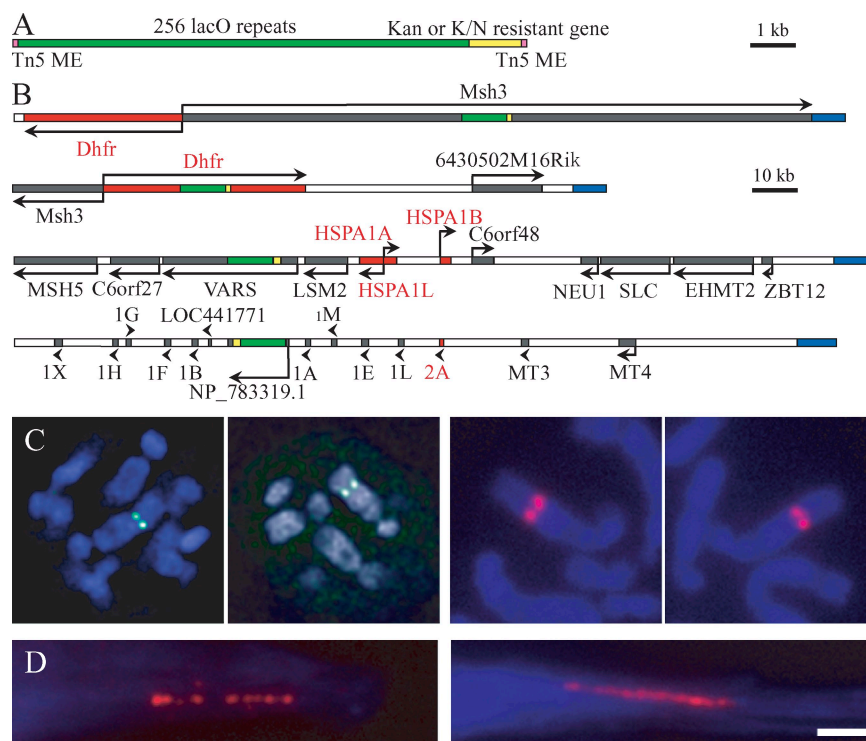 A
256 lacO repeats
Kan or K/N resistant gene
1 kb
Tn5 ME
Tn5 ME
B
Msh3
Dhfr
Dhfr
6430502M16Rik
10 kb
Msh3
HSPA1B
HSPA1A
C6orf48
MSH5
C6orf27
VARS
LSM2
HSPA1L
NEU1
SLC
EHMT2
ZBT12
1G
LOC441771
1M
1X
1H
1F
1B
NP_783319.1
1A
1E
1L
2A
MT3
MT4
C
D